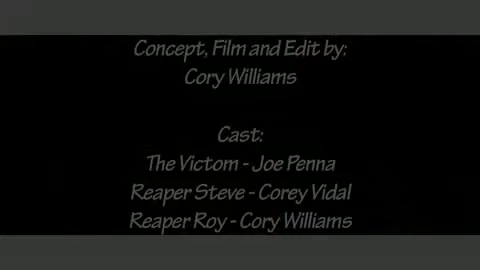 Concept, Film and Edit by:
Cory Williams
Cast:
The Victom - Joe Penna
Reaper Steve - Corey Vidal
Reaper Roy - Cory Williams